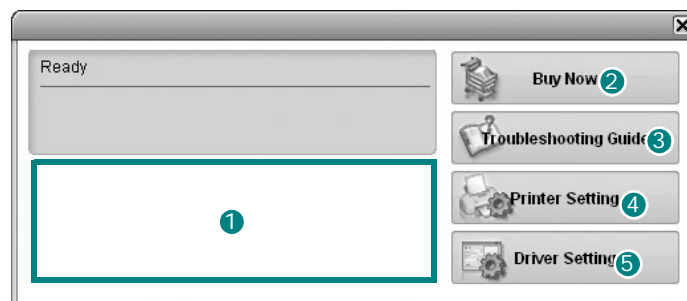 Ready
Buy Now 2
Troubleshooting Guide 3
1
Printer Setting 4
Driver Setting 5